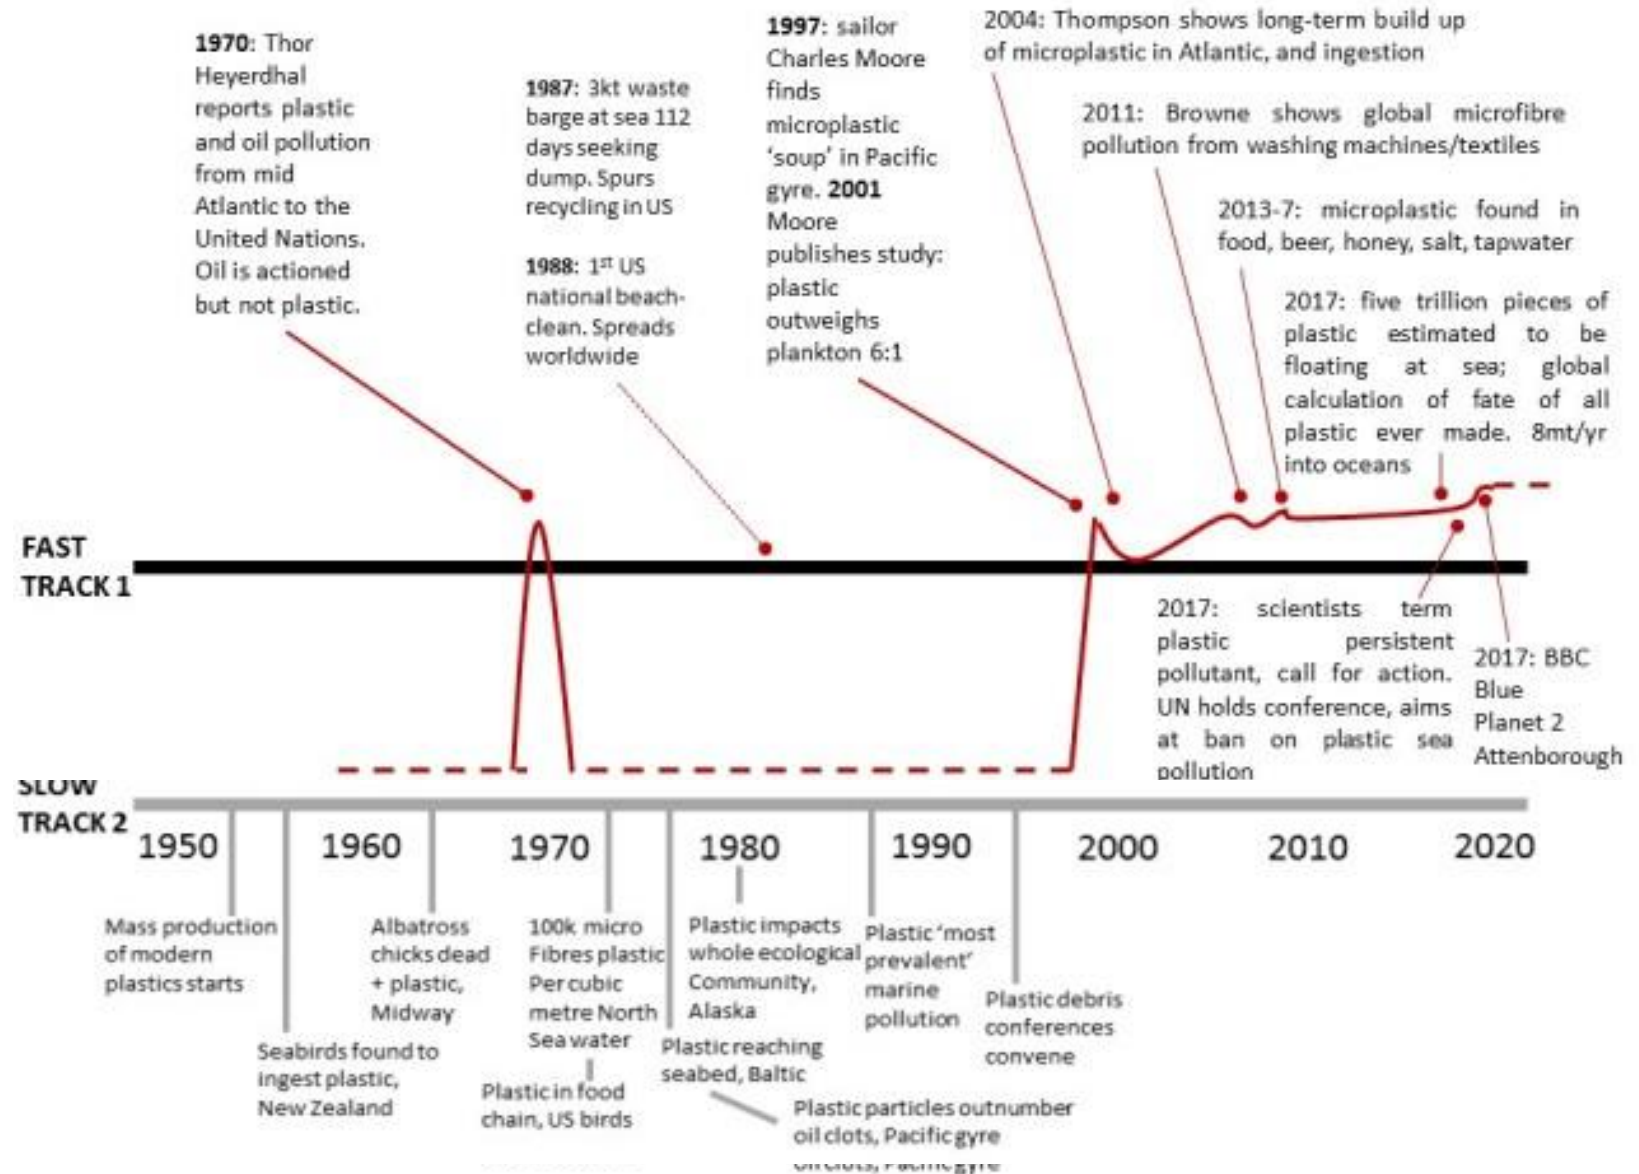 1970: Thor
Heyerdhal
reports plastic
and oil pollution
from mid
Atlantic to the
United Nations.
Oil is actioned
but not plastic.
1987: 3kt waste
barge at sea 112
days seeking
dump. Spurs
recycling in US
1988: 1st US
national beach-
clean. Spreads
worldwide
1997: sailor
Charles Moore
finds
microplastic
‘soup’ in Pacific
gyre. 2001
Moore
publishes study:
plastic
outweighs
plankton 6:1
2004: Thompson shows long-term build up
of microplastic in Atlantic, and ingestion
2011: Browne shows global microfibre
pollution from washing machines/textiles
2013-7: microplastic found in
food, beer, honey, salt, tapwater
2017: five trillion pieces of
plastic estimated to be
floating at sea; global
calculation of fate of all
plastic ever made. 8mt/yr
into oceans
FAST
TRACK 1
2017: scientists term
plastic persistent
pollutant, call for action.
UN holds conference, aims
at ban on plastic sea
pollution
2017: BBC
Blue
Planet 2
Attenborough
SLOW
TRACK 2
1950 1960 1970 1980 1990 2000 2010 2020
Mass production
of modern
plastics starts
Seabirds found to
ingest plastic,
New Zealand
Albatross
chicks dead
+ plastic,
Midway
100k micro
Fibres plastic
Per cubic
metre North
Sea water
Plastic in food
chain, US birds
Plastic impacts
whole ecological
Community,
Alaska
Plastic reaching
seabed, Baltic
Plastic particles outnumber
oil clots, Pacific gyre
oil clots, Pacific gyre
Plastic ‘most
prevalent’
marine
pollution
Plastic debris
conferences
convene